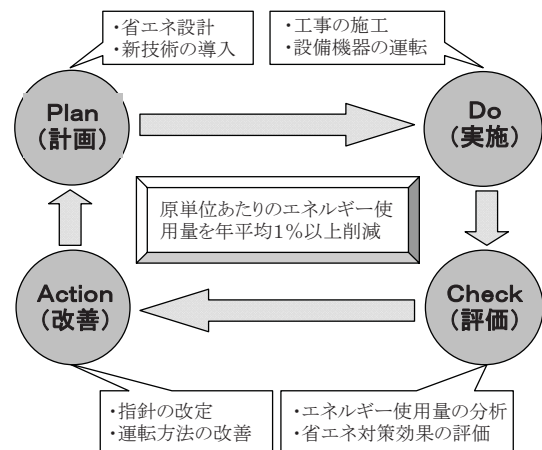 ・省エネ設計
・新技術の導入
・工事の施工
・設備機器の運転
Plan
(計画)
Do
(実施)
原単位あたりのエネルギー使
用量を年平均1%以上削減
Action
(改善)
Check
(評価)
・指針の改定
・運転方法の改善
・エネルギー使用量の分析
・省エネ対策効果の評価